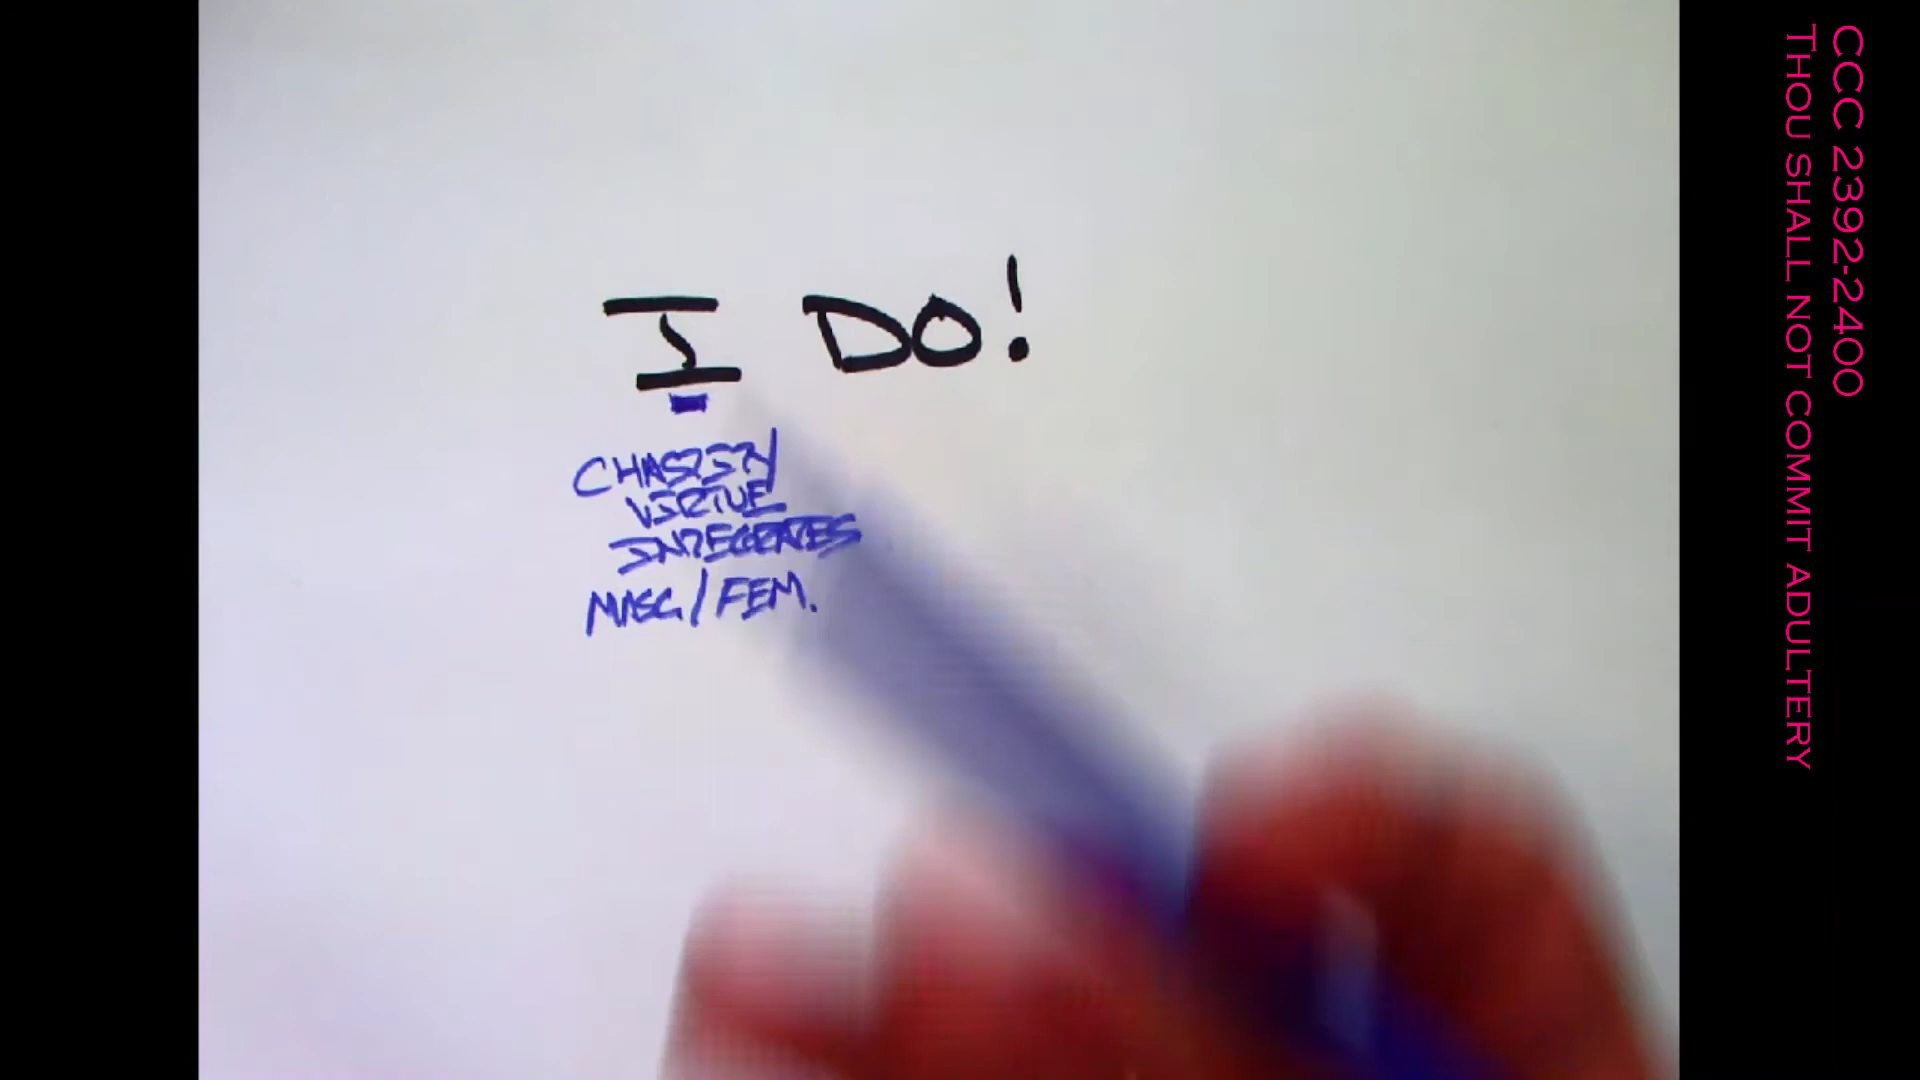 I DO!
CHASTITY
VIRTUE
INTEGRATES
MASC/FEM.
CCC 2392-2400
THOU SHALL NOT COMMIT ADULTERY